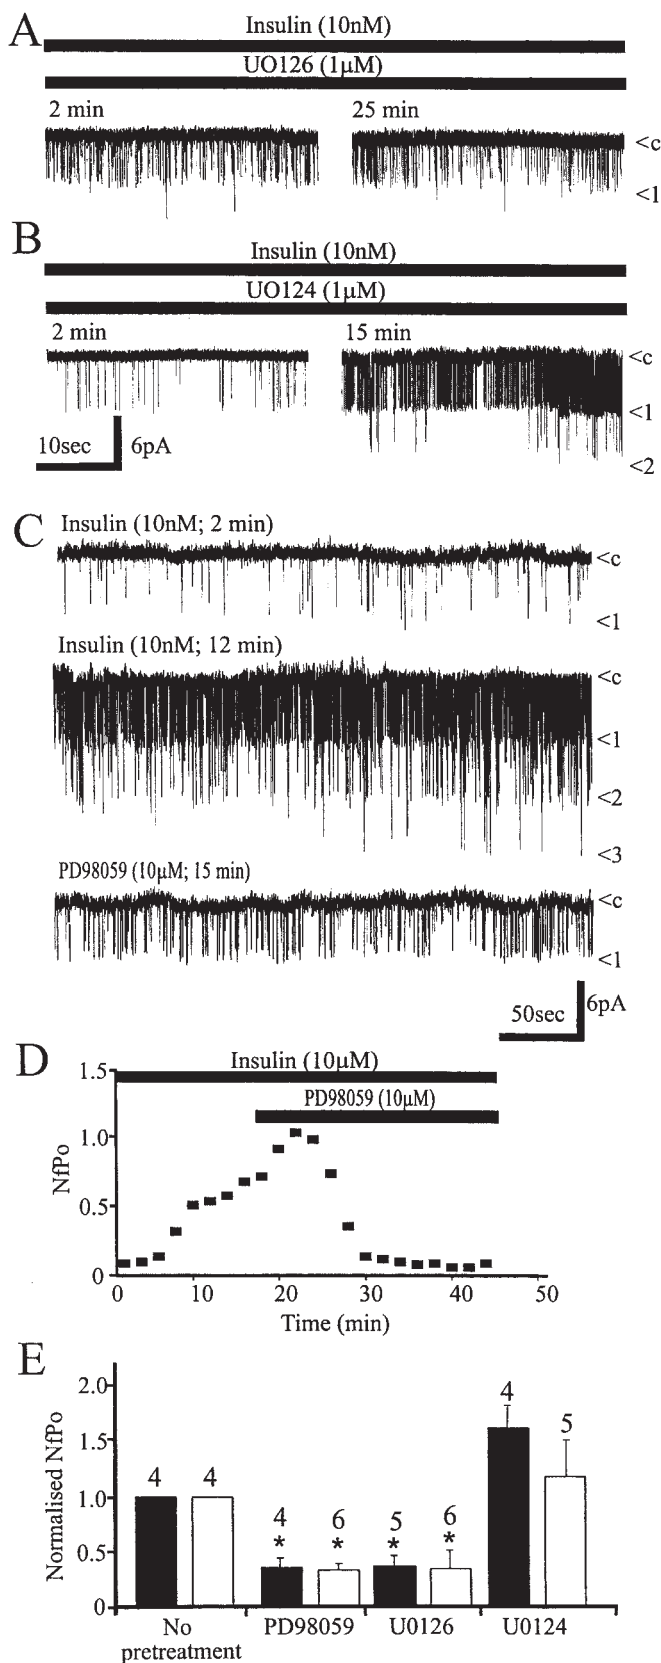 A
Insulin (10nM)
UO126 (1µM)
2 min
25 min
<c
<1
B
Insulin (10nM)
UO124 (1µM)
2 min
15 min
<c
<1
<2
10sec
6pA
C
Insulin (10nM; 2 min)
<c
<1
Insulin (10nM; 12 min)
<c
<1
<2
<3
PD98059 (10µM; 15 min)
<c
<1
50sec
6pA
D
Insulin (10µM)
PD98059 (10µM)
1.5
1.0
0.5
0
NfPo
0 10 20 30 40 50
Time (min)
E
Normalised NfPo
2.0
1.5
1.0
0.5
0
4 4
4 6
* *
5 6
* *
4 5
No pretreatment
PD98059
U0126
U0124